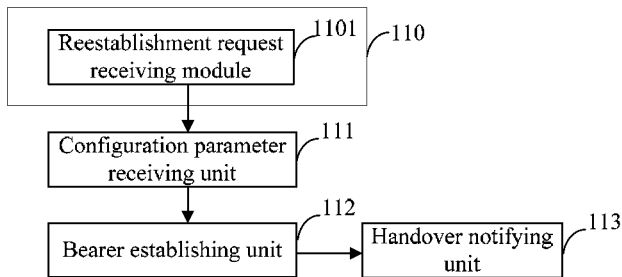 Reestablishment request
receiving module
1101
110
Configuration parameter
receiving unit
111
Bearer establishing unit
112
Handover notifying
unit
113